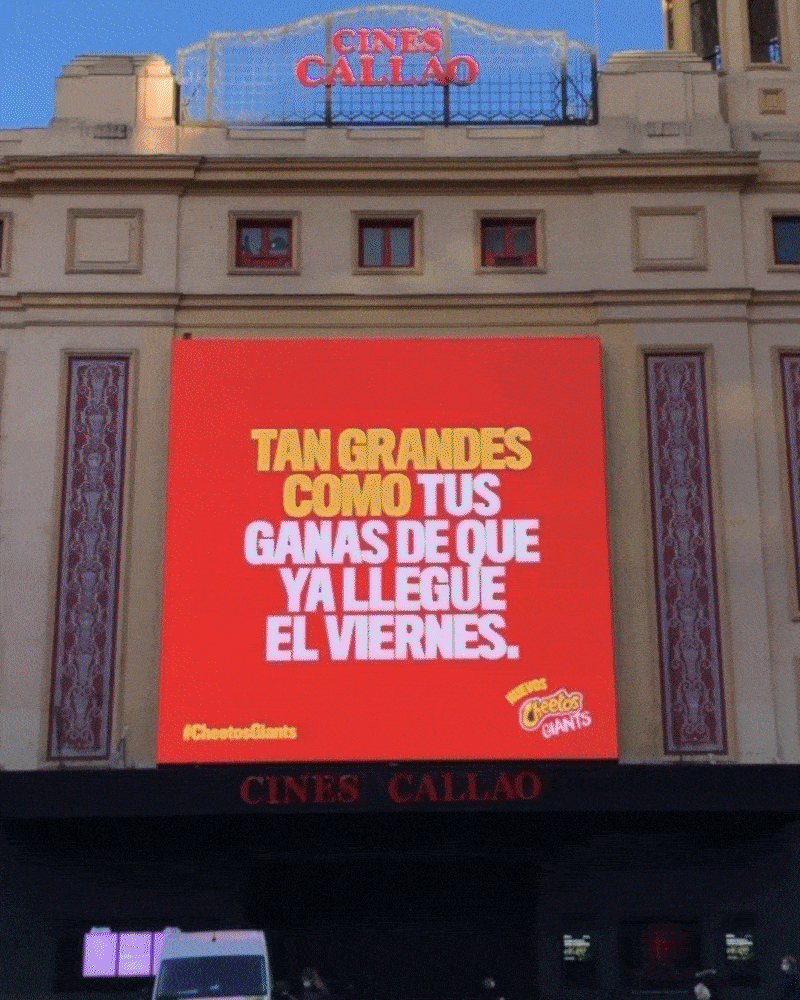 CINES
CALLAO
TAN GRANDES
COMO TUS
GANAS DE QUE
YA LLEGUE
EL VIERNES.
NUEVOS
Cheetos
GIANTS
#CheetosGiants
CINES CALLAO